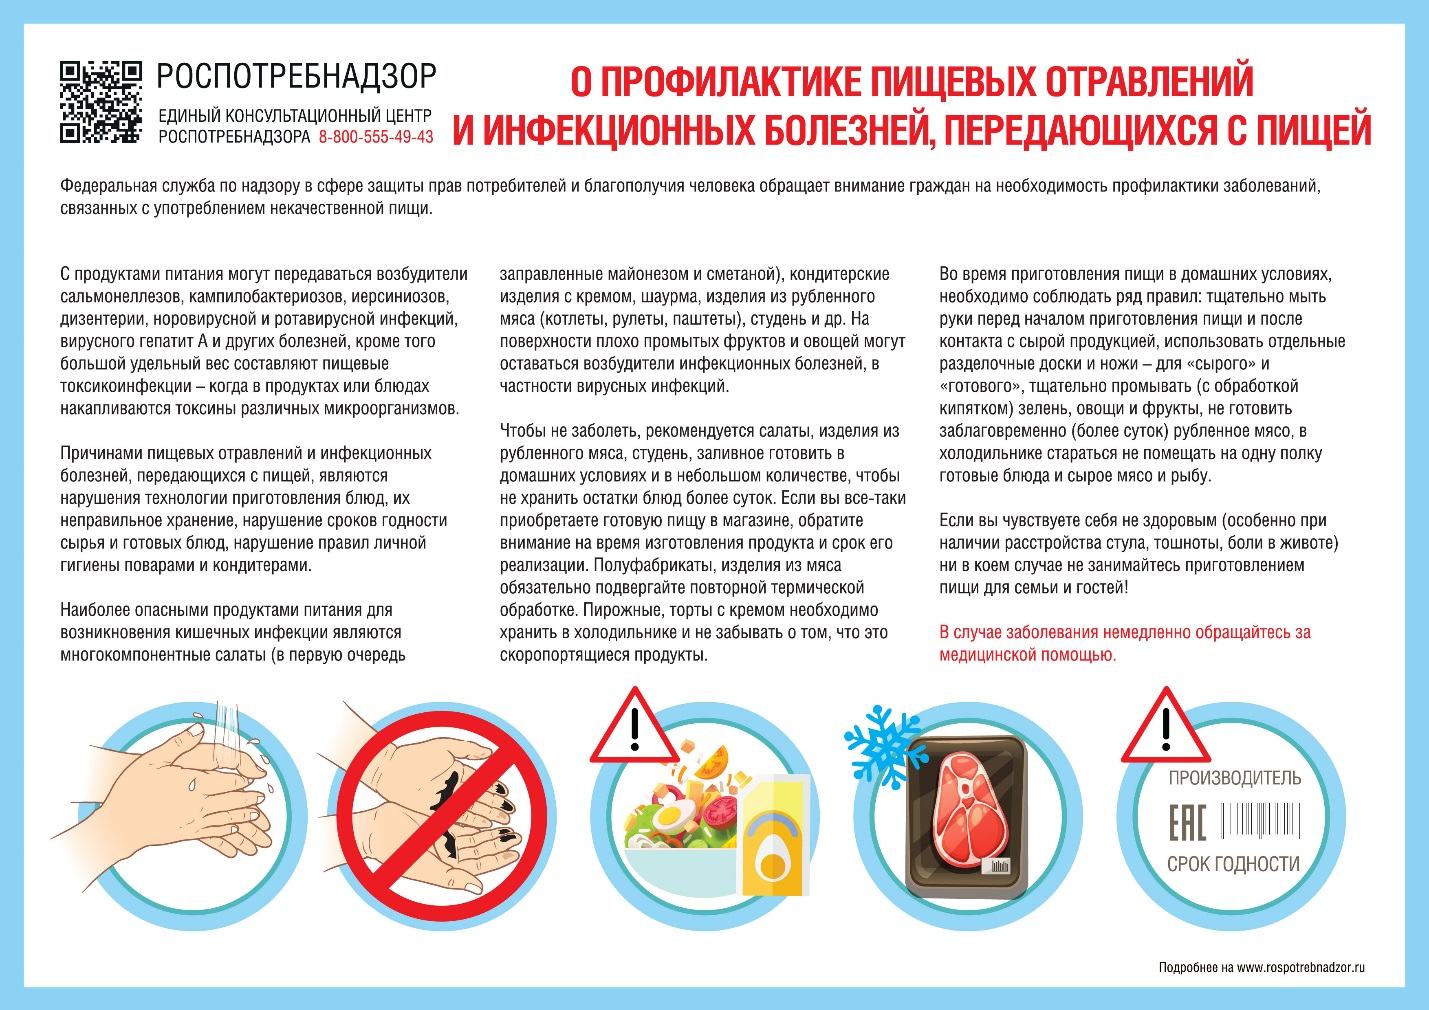 РОСПОТРЕБНАДЗОР
ЕДИНЫЙ КОНСУЛЬТАЦИОННЫЙ ЦЕНТР
РОСПОТРЕБНАДЗОРА 8-800-555-49-43
О ПРОФИЛАКТИКЕ ПИЩЕВЫХ ОТРАВЛЕНИЙ
И ИНФЕКЦИОННЫХ БОЛЕЗНЕЙ, ПЕРЕДАЮЩИХСЯ С ПИЩЕЙ
Федеральная служба по надзору в сфере защиты прав потребителей и благополучия человека обращает внимание граждан на необходимость профилактики заболеваний,
связанных с употреблением некачественной пищи.
С продуктами питания могут передаваться возбудители
сальмонеллезов, кампилобактериозов, иерсиниозов,
дизентерии, норовирусной и ротавирусной инфекций,
вирусного гепатит А и других болезней, кроме того
большой удельный вес составляют пищевые
токсикоинфекции – когда в продуктах или блюдах
накапливаются токсины различных микроорганизмов.
Причинами пищевых отравлений и инфекционных
болезней, передающихся с пищей, являются
нарушения технологии приготовления блюд, их
неправильное хранение, нарушение сроков годности
сырья и готовых блюд, нарушение правил личной
гигиены поварами и кондитерами.
Наиболее опасными продуктами питания для
возникновения кишечных инфекции являются
многокомпонентные салаты (в первую очередь
заправленные майонезом и сметаной), кондитерские
изделия с кремом, шаурма, изделия из рубленного
мяса (котлеты, рулеты, паштеты), студень и др. На
поверхности плохо промытых фруктов и овощей могут
оставаться возбудители инфекционных болезней, в
частности вирусных инфекций.
Чтобы не заболеть, рекомендуется салаты, изделия из
рубленного мяса, студень, заливное готовить в
домашних условиях и в небольшом количестве, чтобы
не хранить остатки блюд более суток. Если вы все-таки
приобретаете готовую пищу в магазине, обратите
внимание на время изготовления продукта и срок его
реализации. Полуфабрикаты, изделия из мяса
обязательно подвергайте повторной термической
обработке. Пирожные, торты с кремом необходимо
хранить в холодильнике и не забывать о том, что это
скоропортящиеся продукты.
Во время приготовления пищи в домашних условиях,
необходимо соблюдать ряд правил: тщательно мыть
руки перед началом приготовления пищи и после
контакта с сырой продукцией, использовать отдельные
разделочные доски и ножи – для «сырого» и
«готового», тщательно промывать (с обработкой
кипятком) зелень, овощи и фрукты, не готовить
заблаговременно (более суток) рубленное мясо, в
холодильнике стараться не помещать на одну полку
готовые блюда и сырое мясо и рыбу.
Если вы чувствуете себя не здоровым (особенно при
наличии расстройства стула, тошноты, боли в животе)
ни в коем случае не занимайтесь приготовлением
пищи для семьи и гостей!
В случае заболевания немедленно обращайтесь за
медицинской помощью.
ПРОИЗВОДИТЕЛЬ
ЕАС
СРОК ГОДНОСТИ
Подробнее на www.rospotrebnadzor.ru